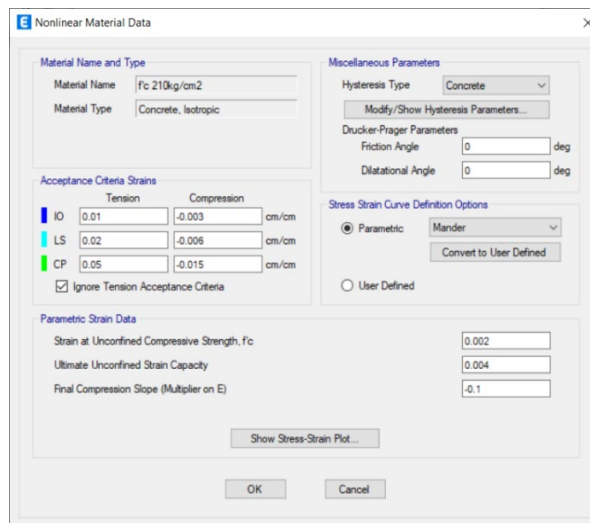 E Nonlinear Material Data
Material Name and Type
Material Name f'c 210kg/cm2
Material Type Concrete, Isotropic
Miscellaneous Parameters
Hysteresis Type Concrete
Modify/Show Hysteresis Parameters...
Drucker-Prager Parameters
Friction Angle 0 deg
Dilatational Angle 0 deg
Acceptance Criteria Strains
Tension Compression
IO 0.01 -0.003 cm/cm
LS 0.02 -0.006 cm/cm
CP 0.05 -0.015 cm/cm
Ignore Tension Acceptance Criteria
Stress Strain Curve Definition Options
Parametric Mander
Convert to User Defined
User Defined
Parametric Strain Data
Strain at Unconfined Compressive Strength, f'c 0.002
Ultimate Unconfined Strain Capacity 0.004
Final Compression Slope (Multiplier on E) -0.1
Show Stress-Strain Plot...
OK Cancel